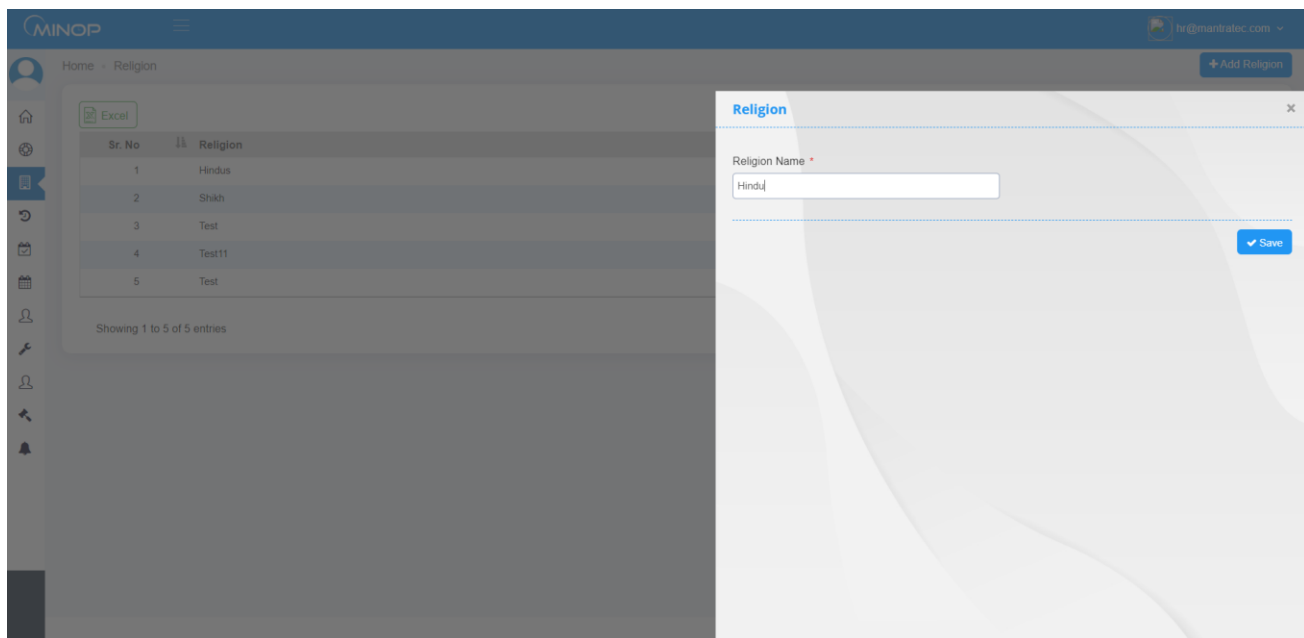 MINOP
hr@mantratec.com
Home - Religion
+ Add Religion
Excel
Religion
Sr. No Religion
1 Hindus
2 Shikh
3 Test
4 Test11
5 Test
Showing 1 to 5 of 5 entries
Religion Name *
Hindu
Save